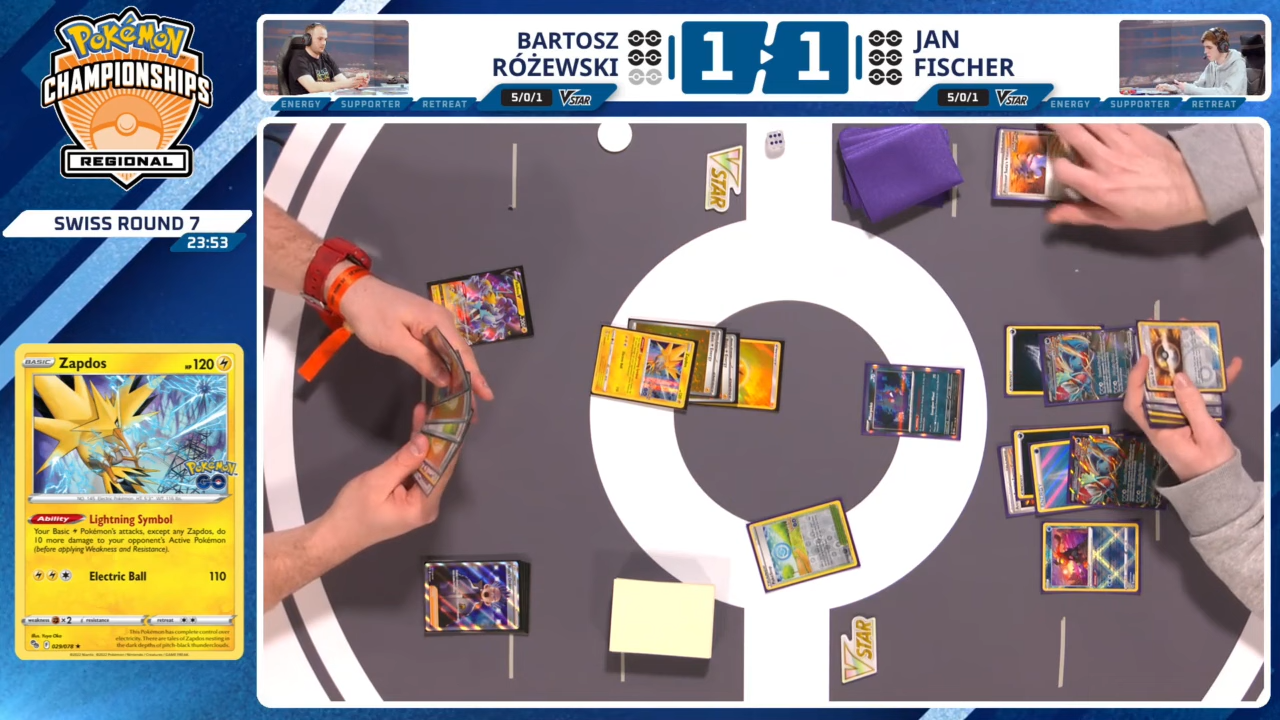 Pokémon
CHAMPIONSHIPS
REGIONAL
SWISS ROUND 7
23:53
BARTOSZ
RÓŻEWSKI
1 1
JAN
FISCHER
ENERGY SUPPORTER RETREAT
5/0/1 VSTAR
5/0/1 VSTAR
ENERGY SUPPORTER RETREAT
VSTAR
VSTAR
BASIC Zapdos HP 120
Pokémon GO
Ability Lightning Symbol
Your Basic Pokémon's attacks, except any Zapdos, do
10 more damage to your opponent's Active Pokémon
(before applying Weakness and Resistance).
Electric Ball 110
weakness ×2 resistance retreat
This Pokémon has complete control over
electricity. There are tales of Zapdos nesting in
the dark depths of pitch-black thunderclouds.
029/078